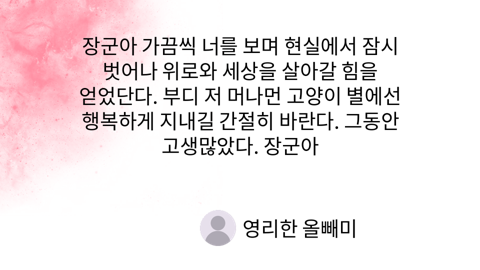 장군아 가끔씩 너를 보며 현실에서 잠시
벗어나 위로와 세상을 살아갈 힘을
얻었단다. 부디 저 머나먼 고양이 별에선
행복하게 지내길 간절히 바란다. 그동안
고생많았다. 장군아
영리한 올빼미